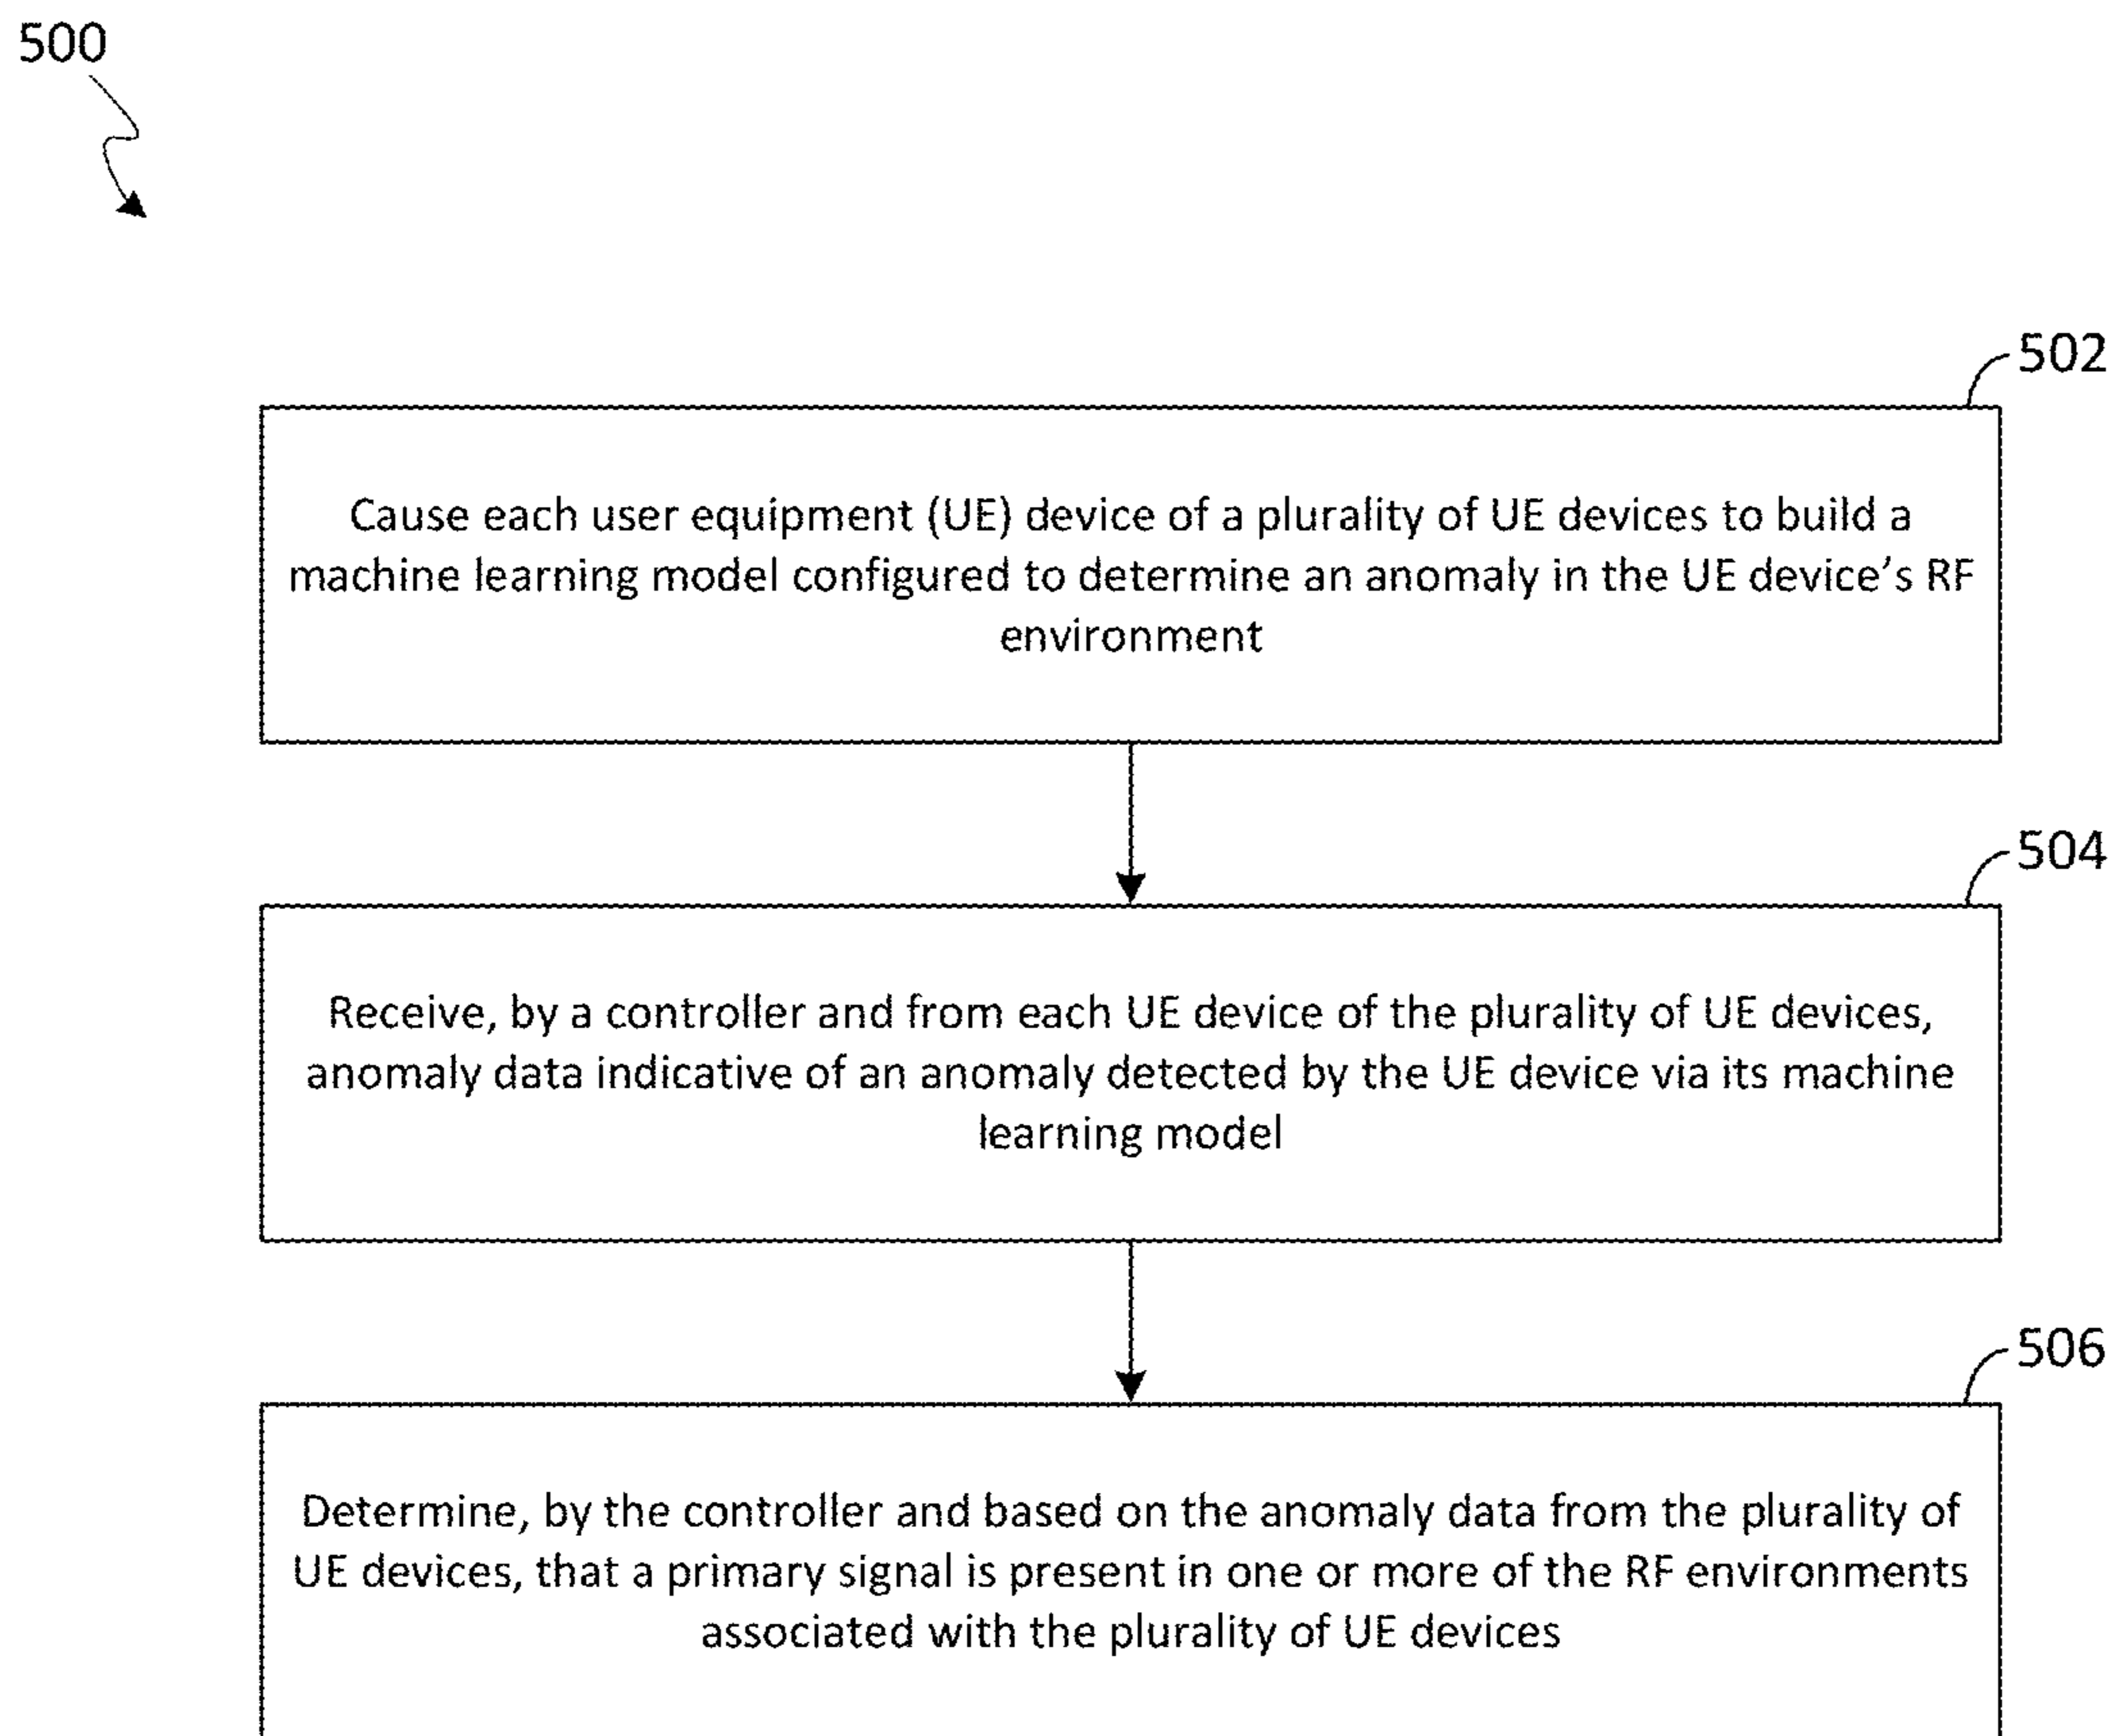 500
502
Cause each user equipment (UE) device of a plurality of UE devices to build a
machine learning model configured to determine an anomaly in the UE device’s RF
environment
504
Receive, by a controller and from each UE device of the plurality of UE devices,
anomaly data indicative of an anomaly detected by the UE device via its machine
learning model
506
Determine, by the controller and based on the anomaly data from the plurality of
UE devices, that a primary signal is present in one or more of the RF environments
associated with the plurality of UE devices